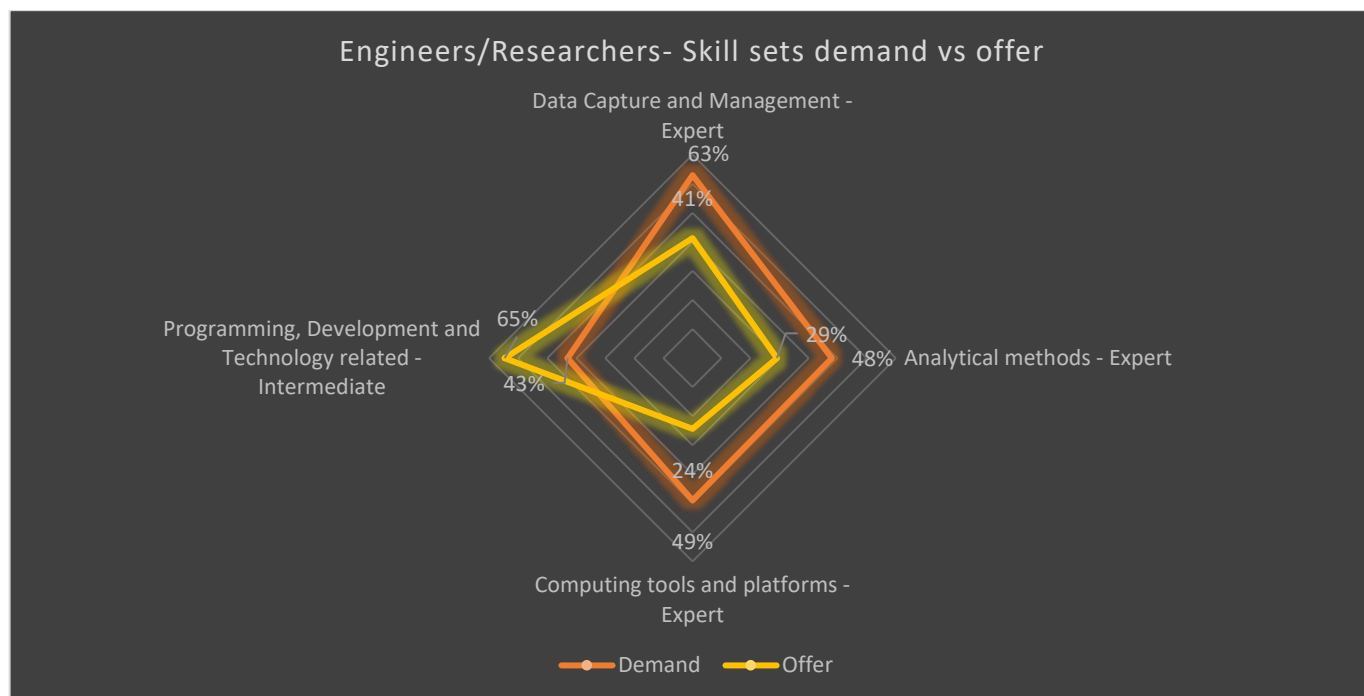 Engineers/Researchers- Skill sets demand vs offer
Data Capture and Management -
Expert
63%
41%
65%
Programming, Development and
Technology related -
Intermediate
43%
29%
48%
Analytical methods - Expert
24%
49%
Computing tools and platforms -
Expert
Demand
Offer